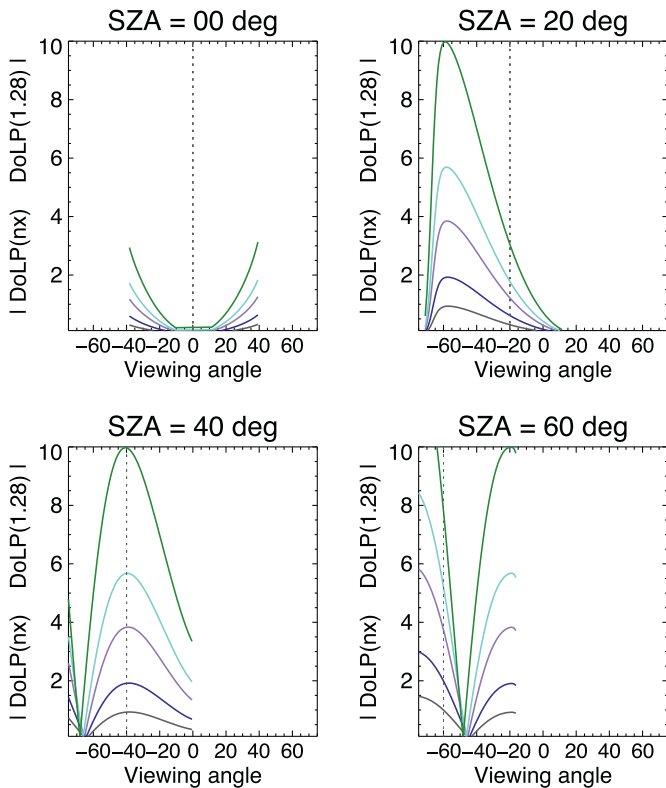 SZA = 00 deg
| DoLP(nx) DoLP(1.28) |
10
8
6
4
2
−60−40−20 0 20 40 60
Viewing angle
SZA = 20 deg
| DoLP(nx) DoLP(1.28) |
10
8
6
4
2
−60−40−20 0 20 40 60
Viewing angle
SZA = 40 deg
| DoLP(nx) DoLP(1.28) |
10
8
6
4
2
−60−40−20 0 20 40 60
Viewing angle
SZA = 60 deg
| DoLP(nx) DoLP(1.28) |
10
8
6
4
2
−60−40−20 0 20 40 60
Viewing angle